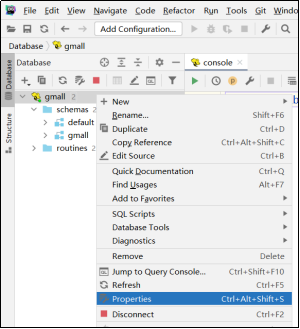 File Edit View Navigate Code Refactor Tools Git Window
Add Configuration...
Database gmall
Database
Database
console
Structure
gmall 2
schemas 2
default
gmall
routines 2
New
Rename... Shift+F6
Duplicate Ctrl+D
Copy Reference Ctrl+Alt+Shift+C
Edit Source Ctrl+B
Quick Documentation Ctrl+Q
Find Usages Alt+F7
Add to Favorites
SQL Scripts
Database Tools
Diagnostics
Remove Delete
Jump to Query Console... Ctrl+Shift+F10
Refresh Ctrl+F5
Properties Ctrl+Alt+Shift+S
Disconnect Ctrl+F2